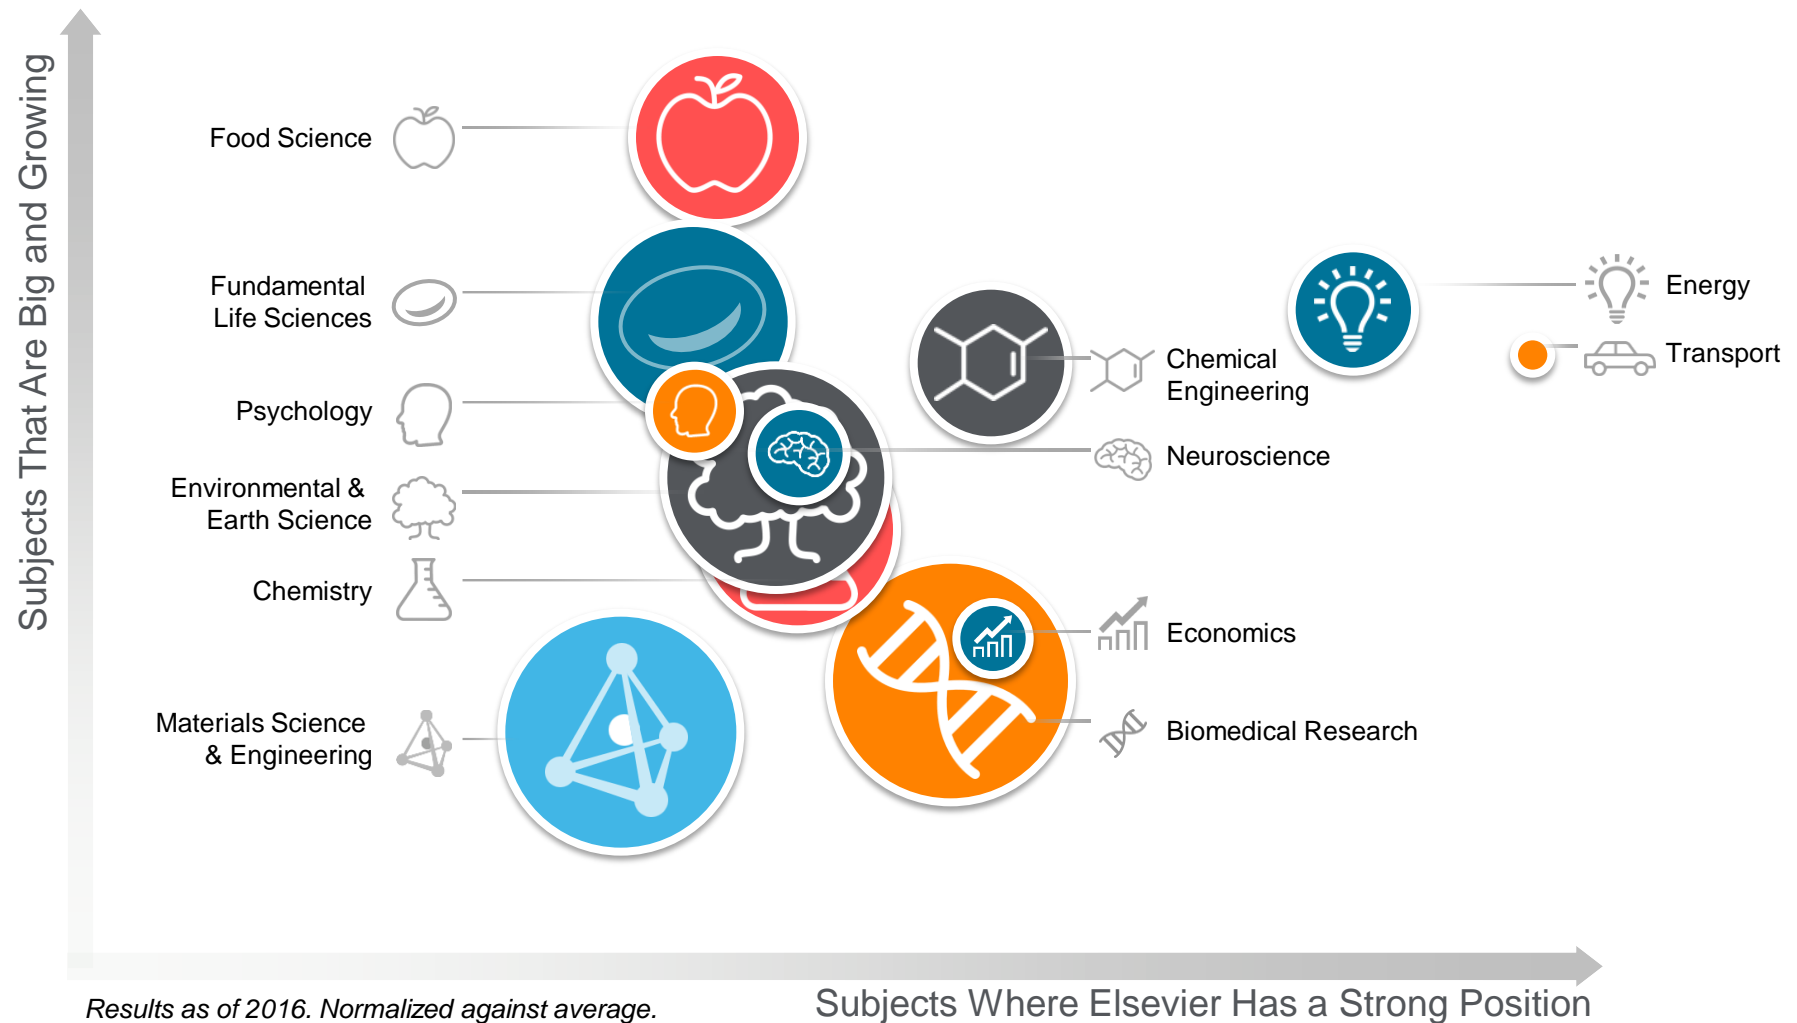 Subjects That Are Big and Growing
Food Science
Fundamental
Life Sciences
Psychology
Environmental &
Earth Science
Chemistry
Materials Science
& Engineering
Energy
Transport
Chemical
Engineering
Neuroscience
Economics
Biomedical Research
Results as of 2016. Normalized against average.
Subjects Where Elsevier Has a Strong Position